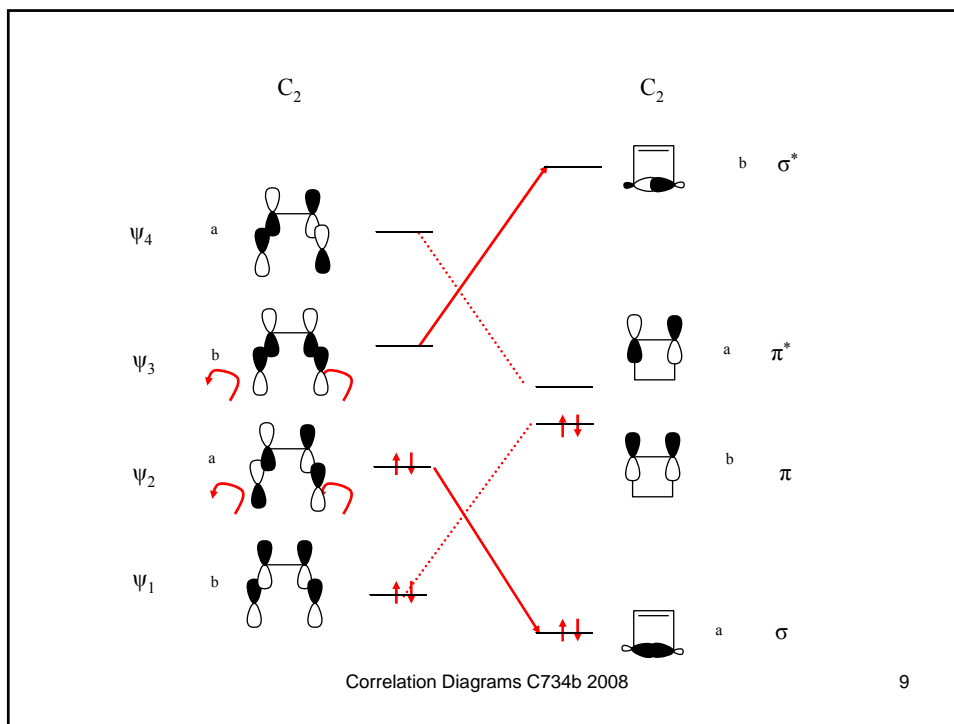 C₂ C₂
b σ*
ψ₄ a
a π*
ψ₃ b
b π
ψ₂ a
ψ₁ b
a σ
Correlation Diagrams C734b 2008 9